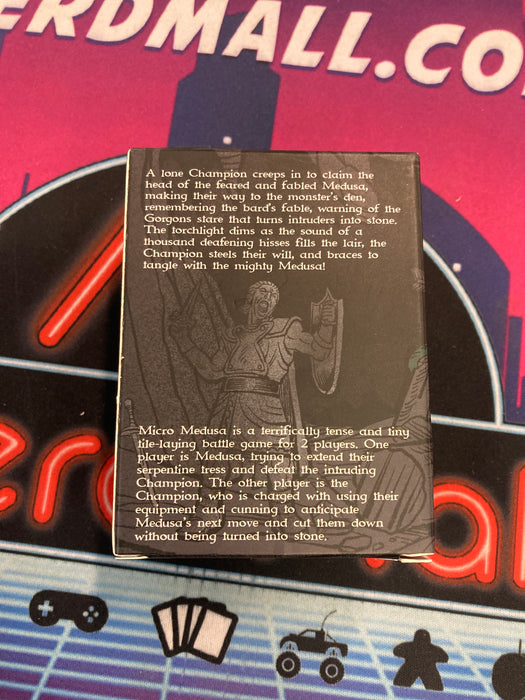 ERDMALL.CO
A lone Champion creeps in to claim the
head of the feared and fabled Medusa,
making their way to the monster's den,
remembering the bard's fable, warning of the
Gorgons stare that turns intruders into stone.
The torchlight dims as the sound of a
thousand deafening hisses fills the lair, the
Champion steels their will, and braces to
tangle with the mighty Medusa!
Micro Medusa is a terrifically tense and tiny
tile-laying battle game for 2 players. One
player is Medusa, trying to extend their
serpentine tress and defeat the intruding
Champion. The other player is the
Champion, who is charged with using their
equipment and cunning to anticipate
Medusa's next move and cut them down
without being turned into stone.